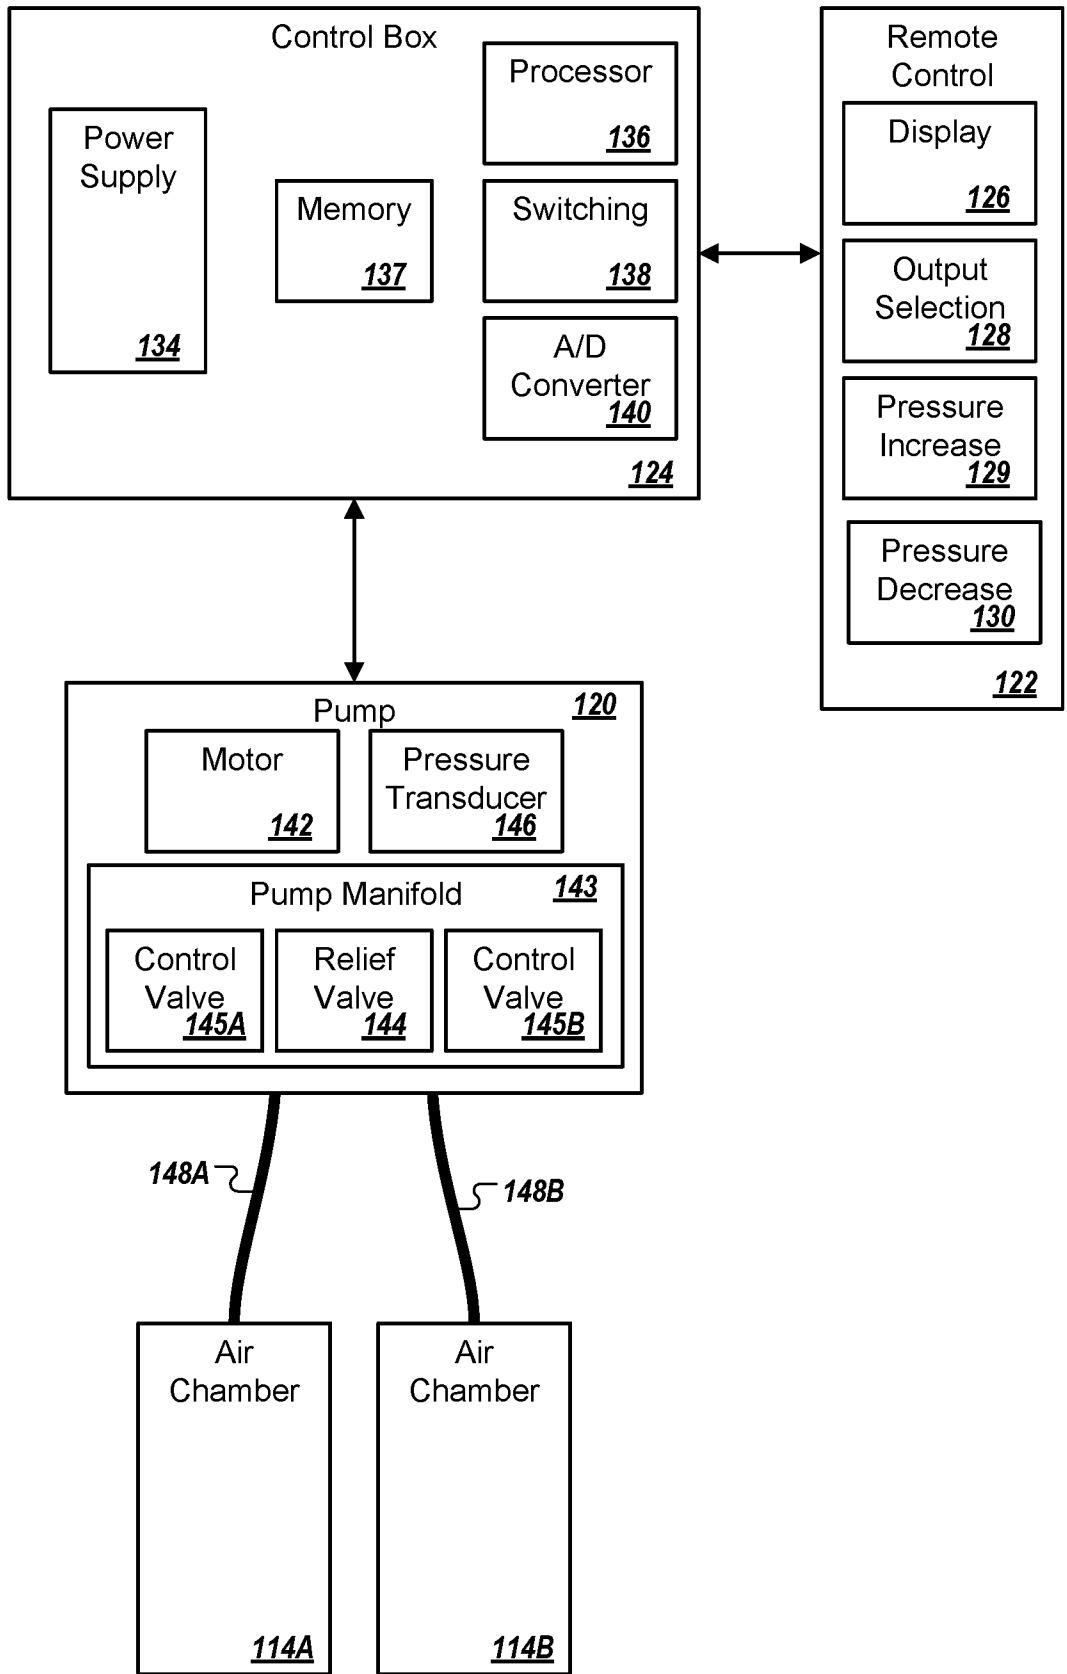 Control Box
Power
Supply
134
Memory
137
Processor
136
Switching
138
A/D
Converter
140
124
Remote
Control
Display
126
Output
Selection
128
Pressure
Increase
129
Pressure
Decrease
130
122
Pump
120
Motor
142
Pressure
Transducer
146
Pump Manifold
143
Control
Valve
145A
Relief
Valve
144
Control
Valve
145B
148A
148B
Air
Chamber
114A
Air
Chamber
114B